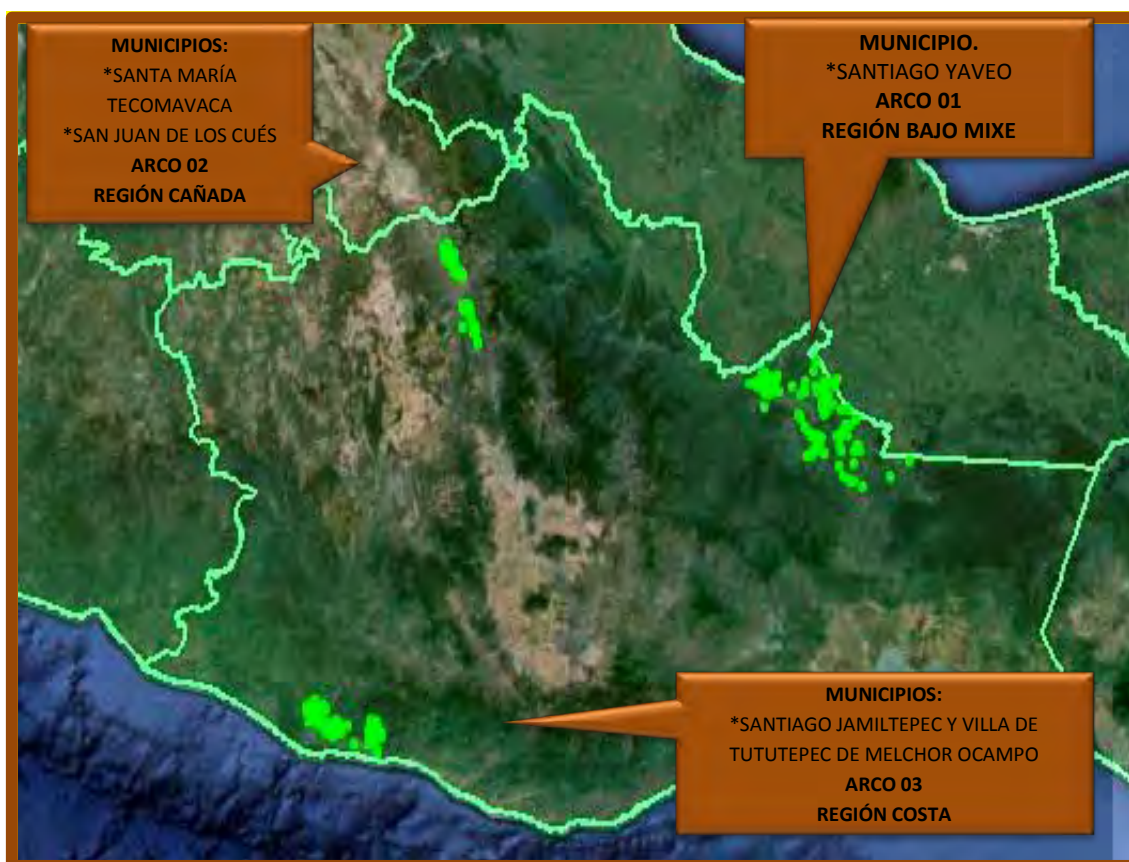 MUNICIPIOS:
*SANTA MARÍA
TECOMAVACA
*SAN JUAN DE LOS CUÉS
ARCO 02
REGIÓN CAÑADA
MUNICIPIO.
*SANTIAGO YAVEO
ARCO 01
REGIÓN BAJO MIXE
MUNICIPIOS:
*SANTIAGO JAMILTEPEC Y VILLA DE
TUTUTEPEC DE MELCHOR OCAMPO
ARCO 03
REGIÓN COSTA